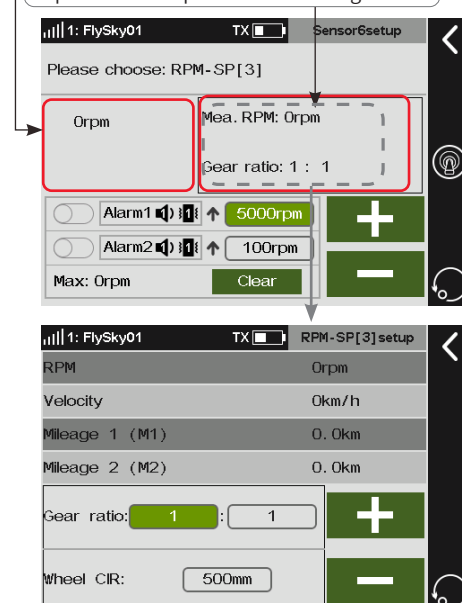 1: FlySky01 TX Sensor6setup
Please choose: RPM-SP[3]
0rpm
Mea. RPM: 0rpm
Gear ratio: 1 : 1
Alarm1 1 5000rpm
Alarm2 1 100rpm
Max: 0rpm Clear
1: FlySky01 TX RPM-SP[3] setup
RPM 0rpm
Velocity 0km/h
Mileage 1 (M1) 0.0km
Mileage 2 (M2) 0.0km
Gear ratio: 1 : 1
Wheel CIR: 500mm